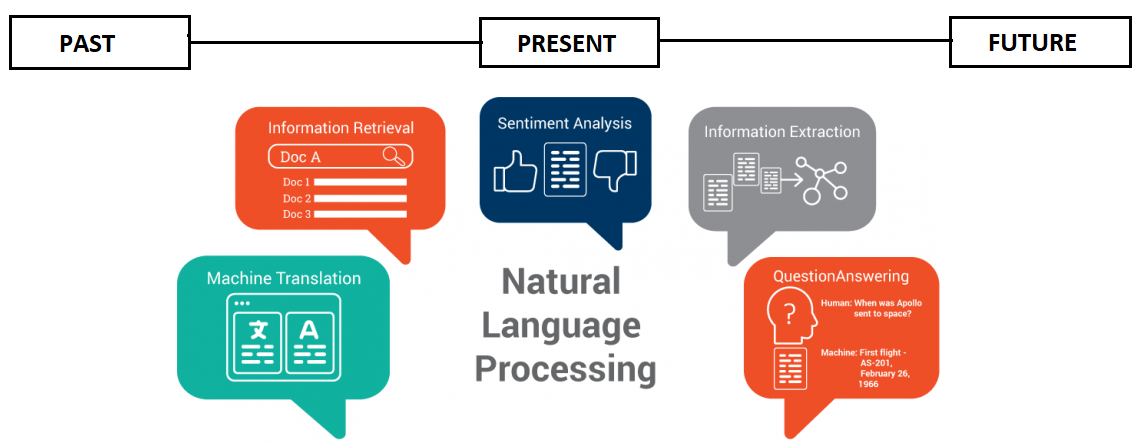 PAST
PRESENT
FUTURE
Information Retrieval
Doc A
Doc 1
Doc 2
Doc 3
Sentiment Analysis
Information Extraction
Machine Translation
文 A
Natural
Language
Processing
QuestionAnswering
?
Human: When was Apollo
sent to space?
Machine: First flight -
AS-201,
February 26,
1966